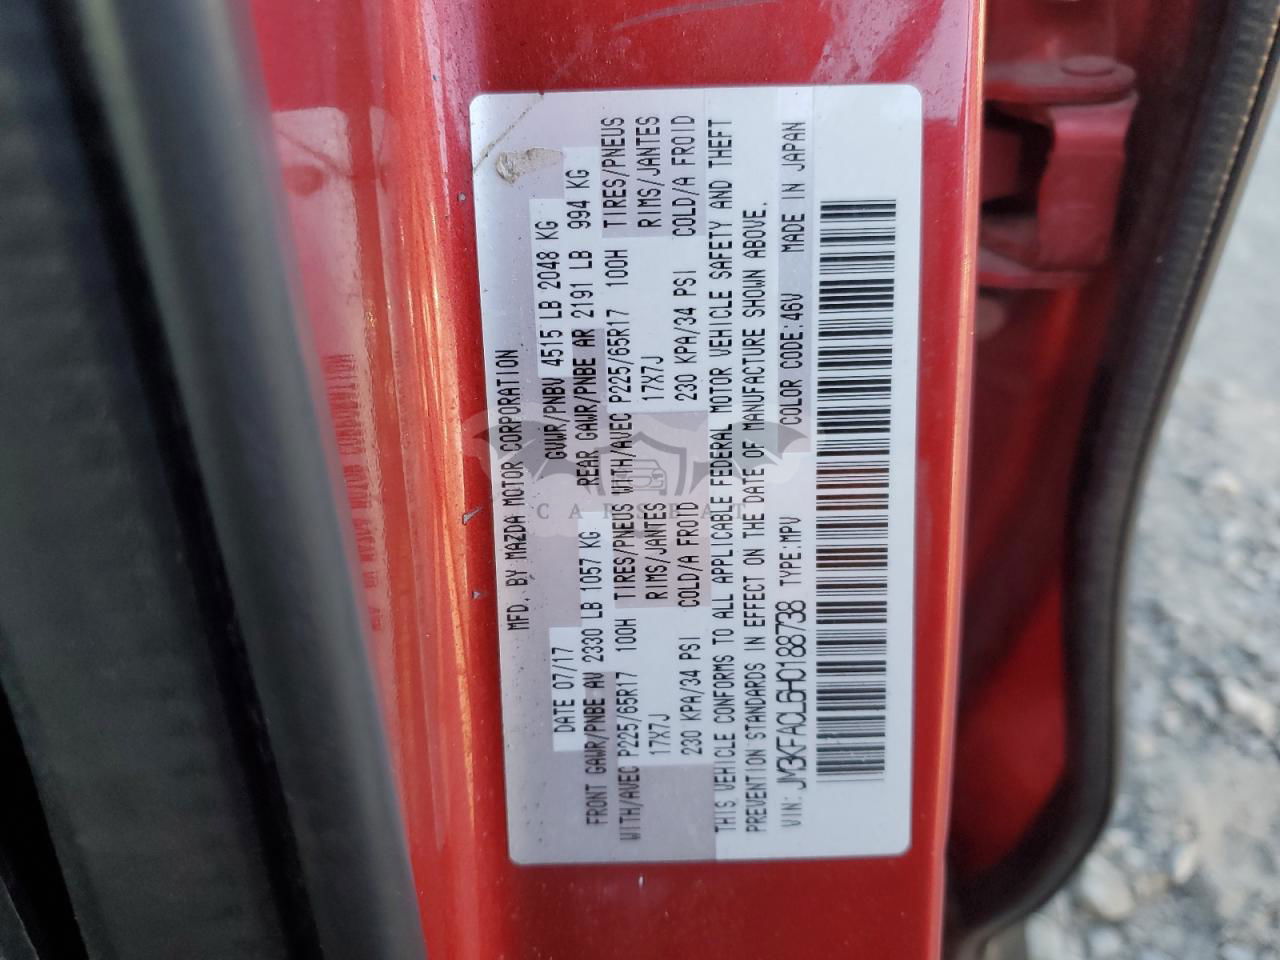 MFD. BY MAZDA MOTOR CORPORATION
DATE 07/17 GVWR/PNBV 4515 LB 2048 KG
FRONT GAWR/PNBE AV 2330 LB 1057 KG REAR GAWR/PNBE AR 2191 LB 994 KG
WITH/AVEC P225/65R17 100H TIRES/PNEUS WITH/AVEC P225/65R17 100H TIRES/PNEUS
17X7J RIMS/JANTES 17X7J RIMS/JANTES
230 KPA/34 PSI COLD/A FROID 230 KPA/34 PSI COLD/A FROID
THIS VEHICLE CONFORMS TO ALL APPLICABLE FEDERAL MOTOR VEHICLE SAFETY AND THEFT
PREVENTION STANDARDS IN EFFECT ON THE DATE OF MANUFACTURE SHOWN ABOVE.
VIN: JM3KFACL6H0188738 TYPE:MPV COLOR CODE:46V MADE IN JAPAN
CARSPAT